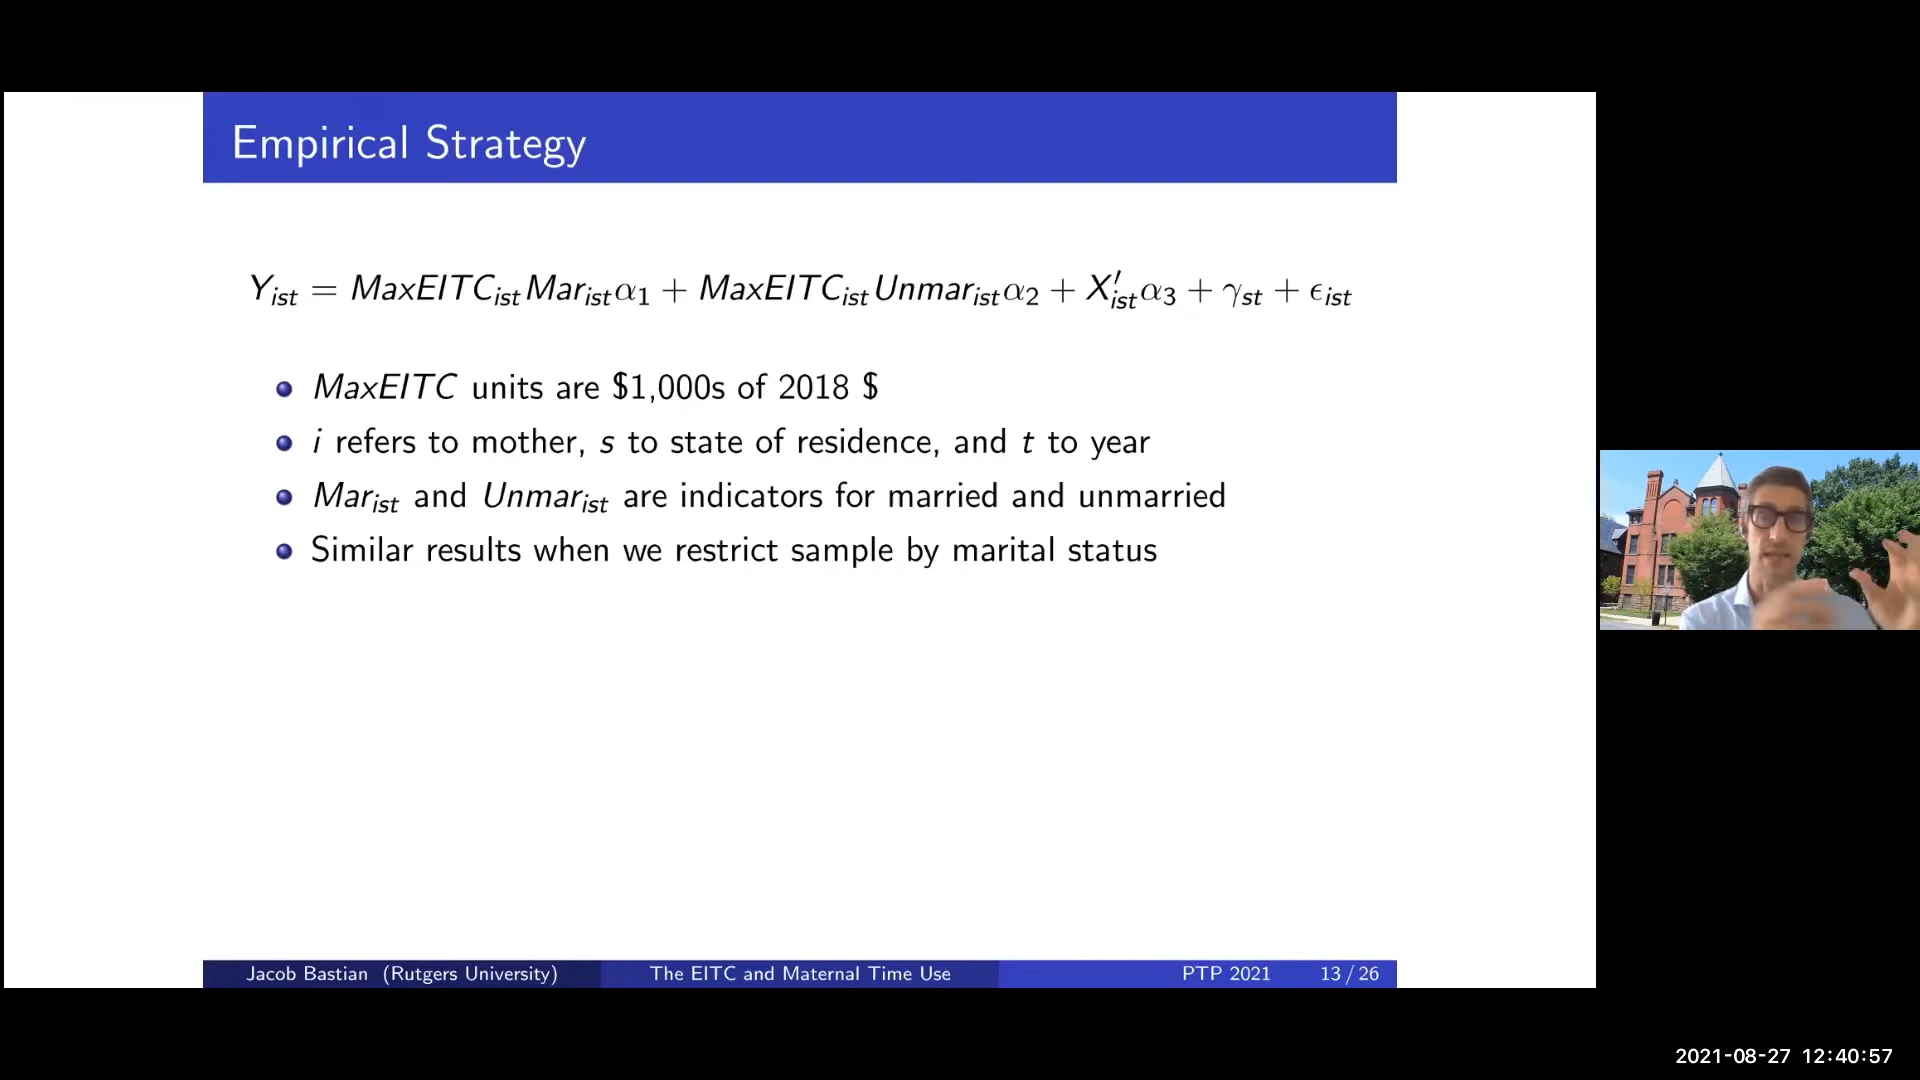 Empirical Strategy
Y_ist = MaxEITC_ist Mar_ist α_1 + MaxEITC_ist Unmar_ist α_2 + X′_ist α_3 + γ_st + ϵ_ist
MaxEITC units are $1,000s of 2018 $
i refers to mother, s to state of residence, and t to year
Mar_ist and Unmar_ist are indicators for married and unmarried
Similar results when we restrict sample by marital status
Jacob Bastian (Rutgers University) The EITC and Maternal Time Use PTP 2021 13 / 26
2021-08-27 12:40:57